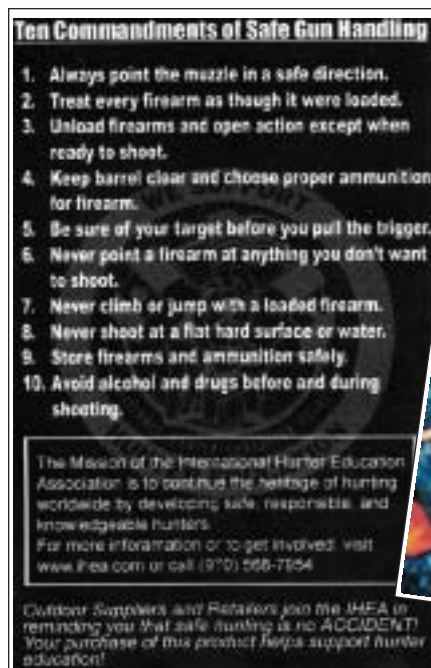 Ten Commandments of Safe Gun Handling
1. Always point the muzzle in a safe direction.
2. Treat every firearm as though it were loaded.
3. Unload firearms and open action except when
ready to shoot.
4. Keep barrel clear and choose proper ammunition
for firearm.
5. Be sure of your target before you pull the trigger.
6. Never point a firearm at anything you don't want
to shoot.
7. Never climb or jump with a loaded firearm.
8. Never shoot at a flat hard surface or water.
9. Store firearms and ammunition safely.
10. Avoid alcohol and drugs before and during
shooting.
The Mission of the International Hunter Education
Association is to continue the heritage of hunting
worldwide by developing safe, responsible, and
knowledgeable hunters.
For more information or to get involved, visit
www.ihea.com or call (970) 568-7954
Outdoor Suppliers and Retailers join the IHEA in
reminding you that safe hunting is no ACCIDENT!
Your purchase of this product helps support hunter
education!